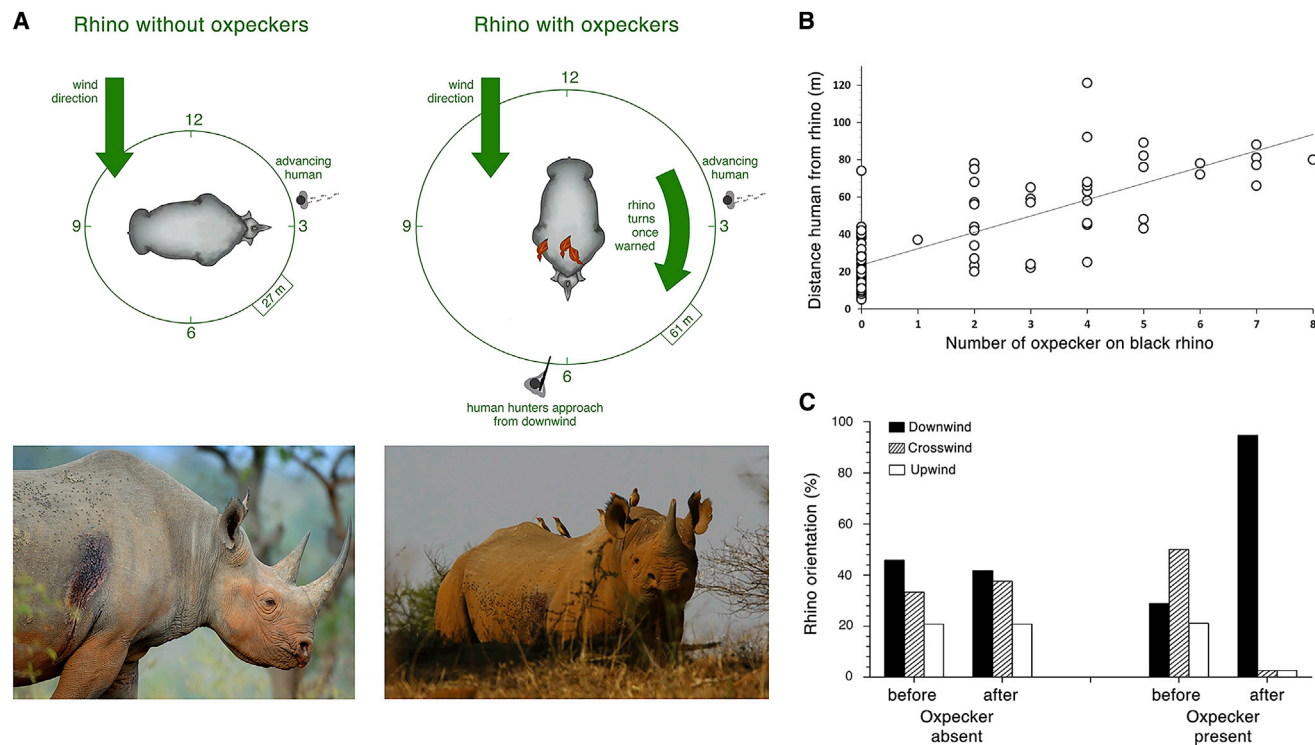 A
Rhino without oxpeckers
wind
direction
12
advancing
human
9
3
27 m
6
Rhino with oxpeckers
wind
direction
12
advancing
human
rhino
turns
once
warned
9
3
61 m
6
human hunters approach
from downwind
B
Distance human from rhino (m)
120
100
80
60
40
20
0
0 1 2 3 4 5 6 7 8
Number of oxpecker on black rhino
C
Rhino orientation (%)
100
80
60
40
20
0
Downwind
Crosswind
Upwind
before after before after
Oxpecker Oxpecker
absent present